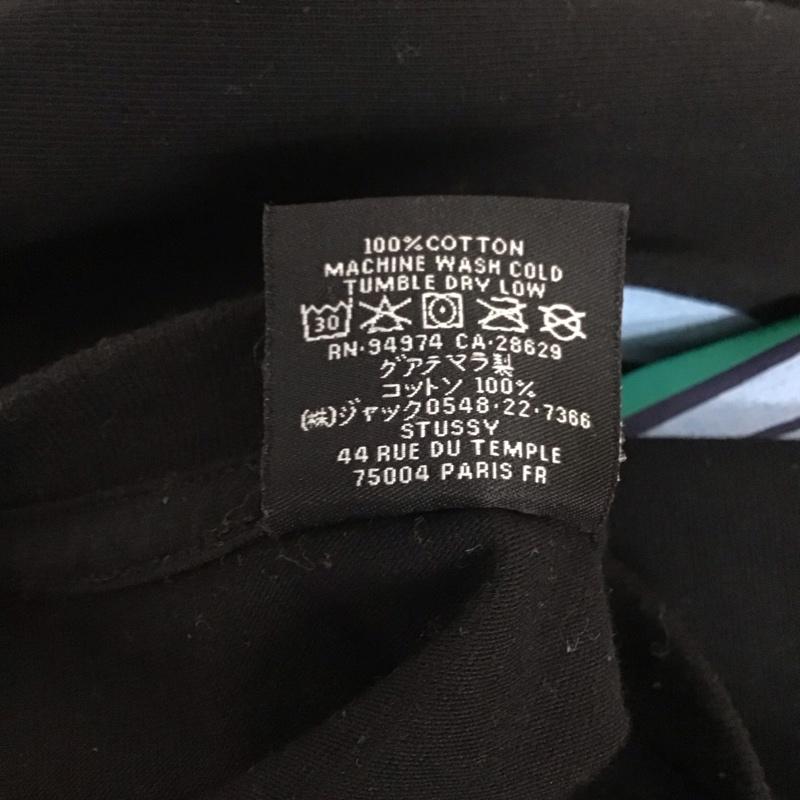 100%COTTON
MACHINE WASH COLD
TUMBLE DRY LOW
30
RN·94974 CA·28629
グアテマラ製
コットン 100%
(株)ジャック0548·22·7366
STUSSY
44 RUE DU TEMPLE
75004 PARIS FR